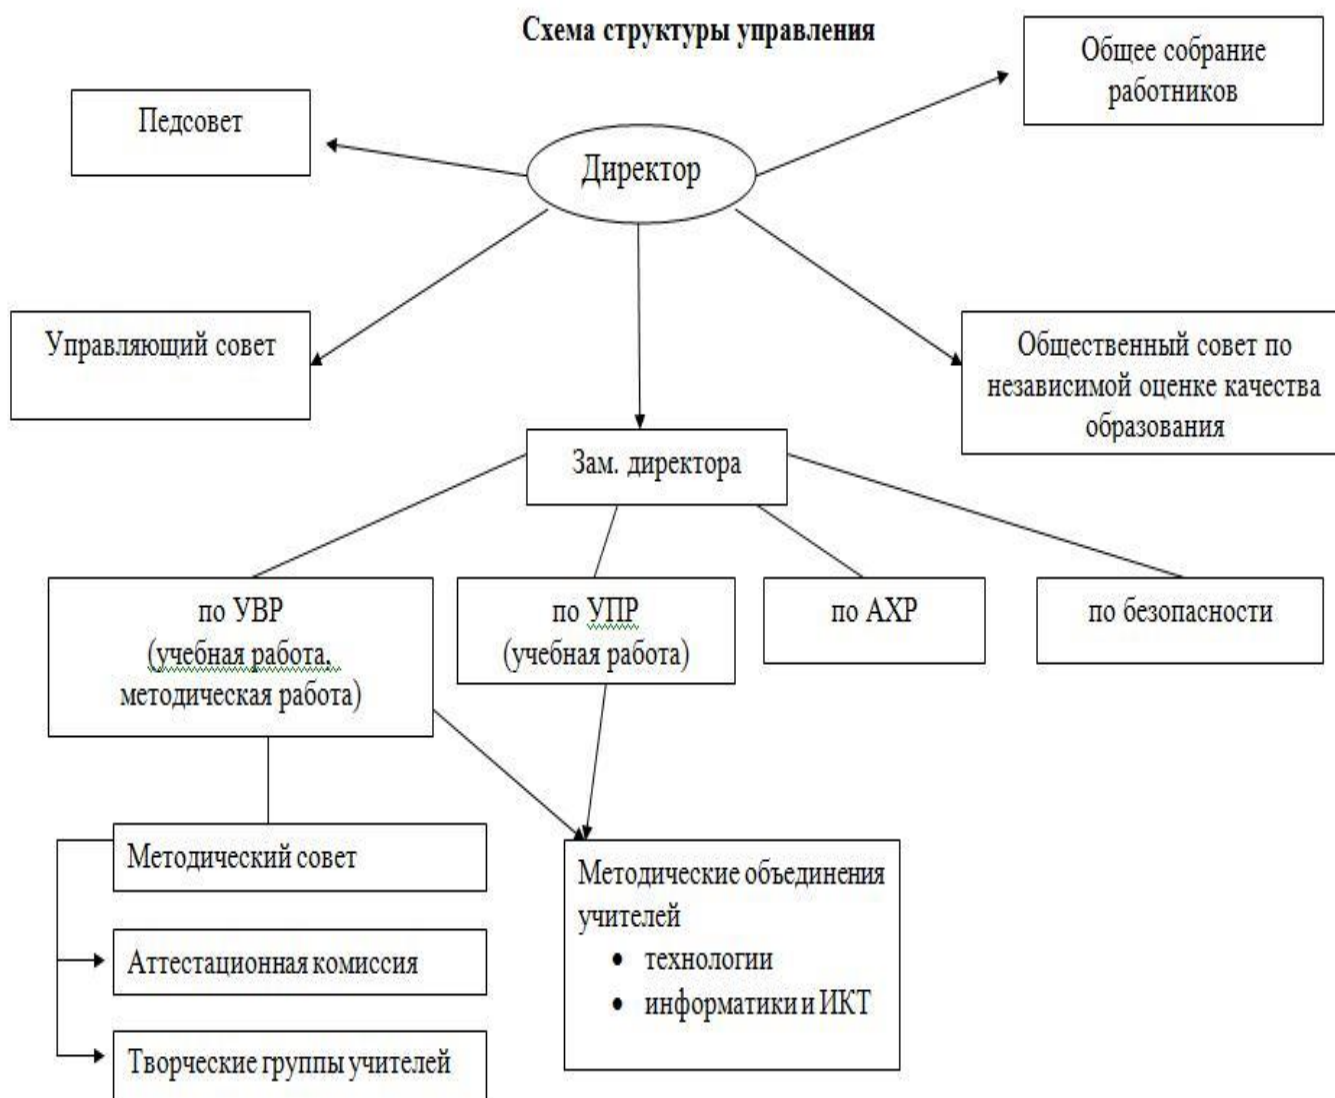 Схема структуры управления
Общее собрание
работников
Педсовет
Директор
Управляющий совет
Общественный совет по
независимой оценке качества
образования
Зам. директора
по УВР
(учебная работа,
методическая работа)
по УПР
(учебная работа)
по АХР
по безопасности
Методический совет
Аттестационная комиссия
Творческие группы учителей
Методические объединения
учителей
• технологии
• информатики и ИКТ